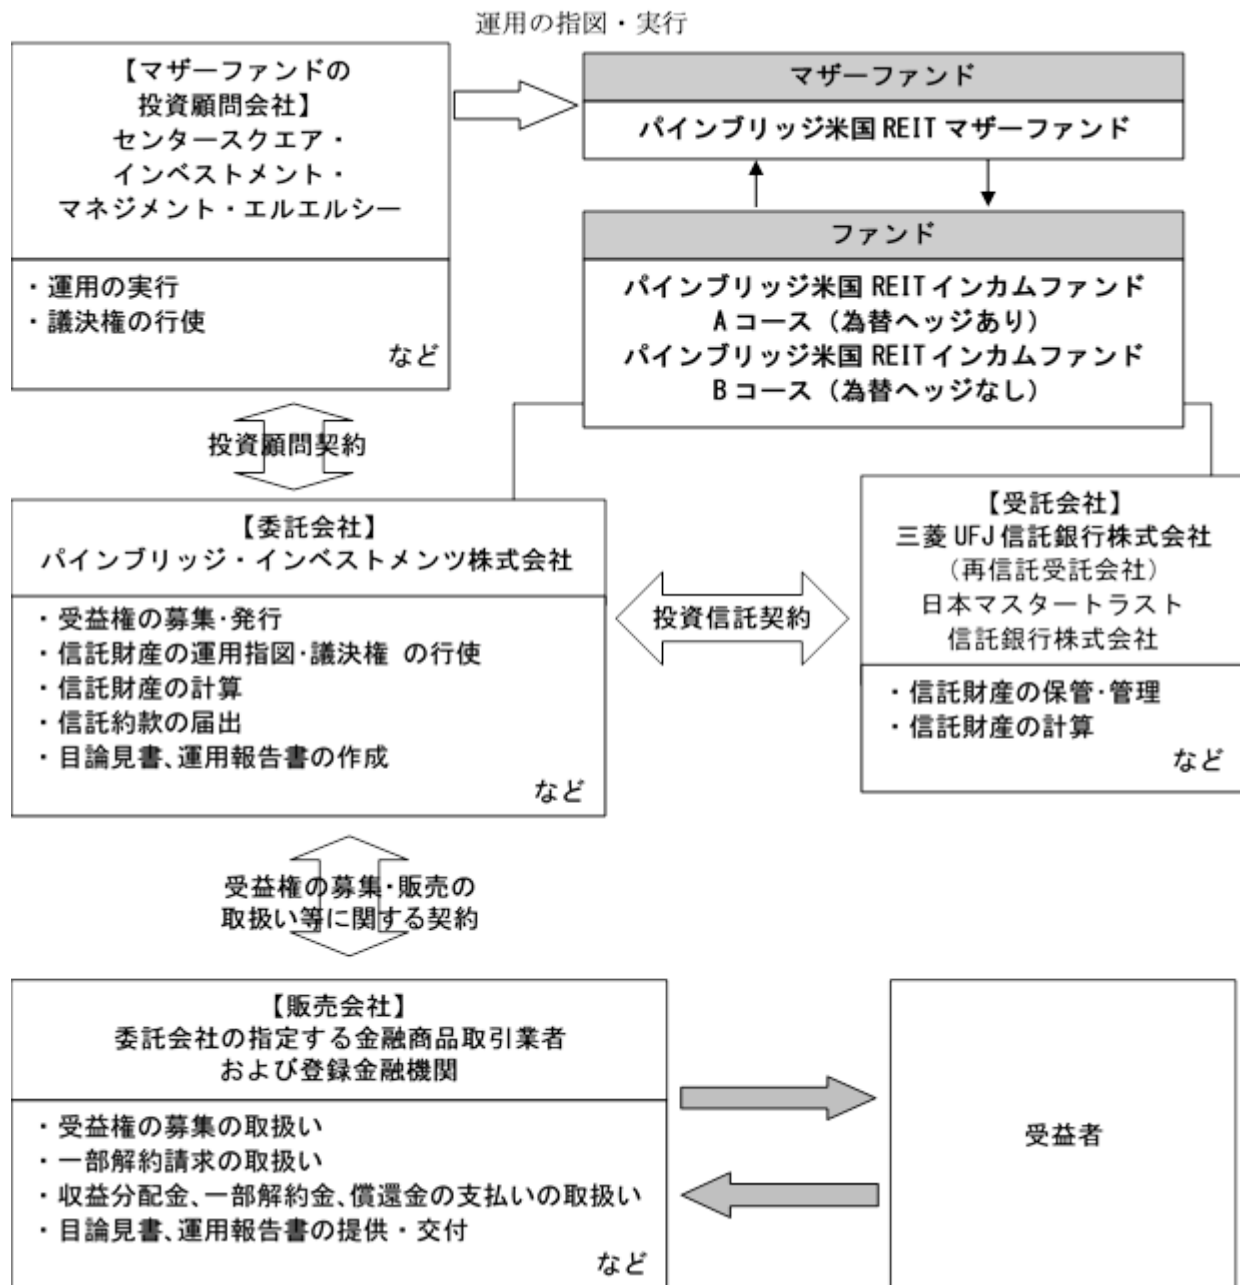 運用の指図・実行
【マザーファンドの
投資顧問会社】
センタースクエア・
インベストメント・
マネジメント・エルエルシー
・運用の実行
・議決権の行使
など
マザーファンド
パインブリッジ米国 REIT マザーファンド
ファンド
パインブリッジ米国 REIT インカムファンド
A コース（為替ヘッジあり）
パインブリッジ米国 REIT インカムファンド
B コース（為替ヘッジなし）
投資顧問契約
【委託会社】
パインブリッジ・インベストメンツ株式会社
・受益権の募集･発行
・信託財産の運用指図･議決権 の行使
・信託財産の計算
・信託約款の届出
・目論見書、運用報告書の作成
など
投資信託契約
【受託会社】
三菱 UFJ 信託銀行株式会社
（再信託受託会社）
日本マスタートラスト
信託銀行株式会社
・信託財産の保管･管理
・信託財産の計算
など
受益権の募集･販売の
取扱い等に関する契約
【販売会社】
委託会社の指定する金融商品取引業者
および登録金融機関
・受益権の募集の取扱い
・一部解約請求の取扱い
・収益分配金、一部解約金、償還金の支払いの取扱い
・目論見書、運用報告書の提供・交付
など
受益者